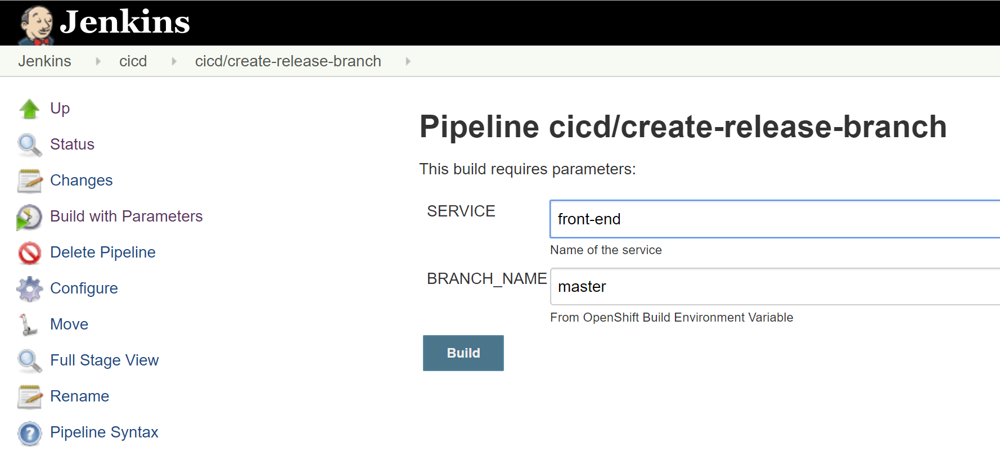 Jenkins
Jenkins cicd cicd/create-release-branch
Up
Status
Changes
Build with Parameters
Delete Pipeline
Configure
Move
Full Stage View
Rename
Pipeline Syntax
Pipeline cicd/create-release-branch
This build requires parameters:
SERVICE front-end
Name of the service
BRANCH_NAME master
From OpenShift Build Environment Variable
Build